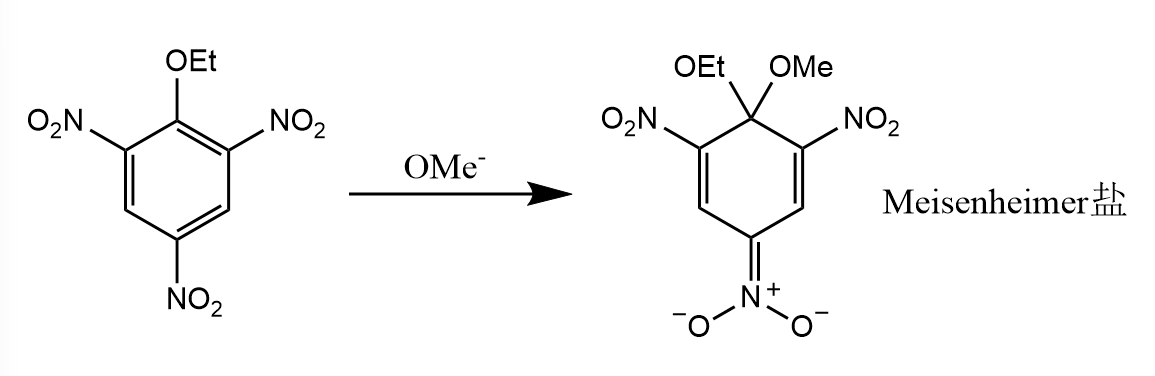 OEt
O₂N
NO₂
NO₂
OMe⁻
OEt
OMe
O₂N
NO₂
N⁺
⁻O
O⁻
Meisenheimer盐